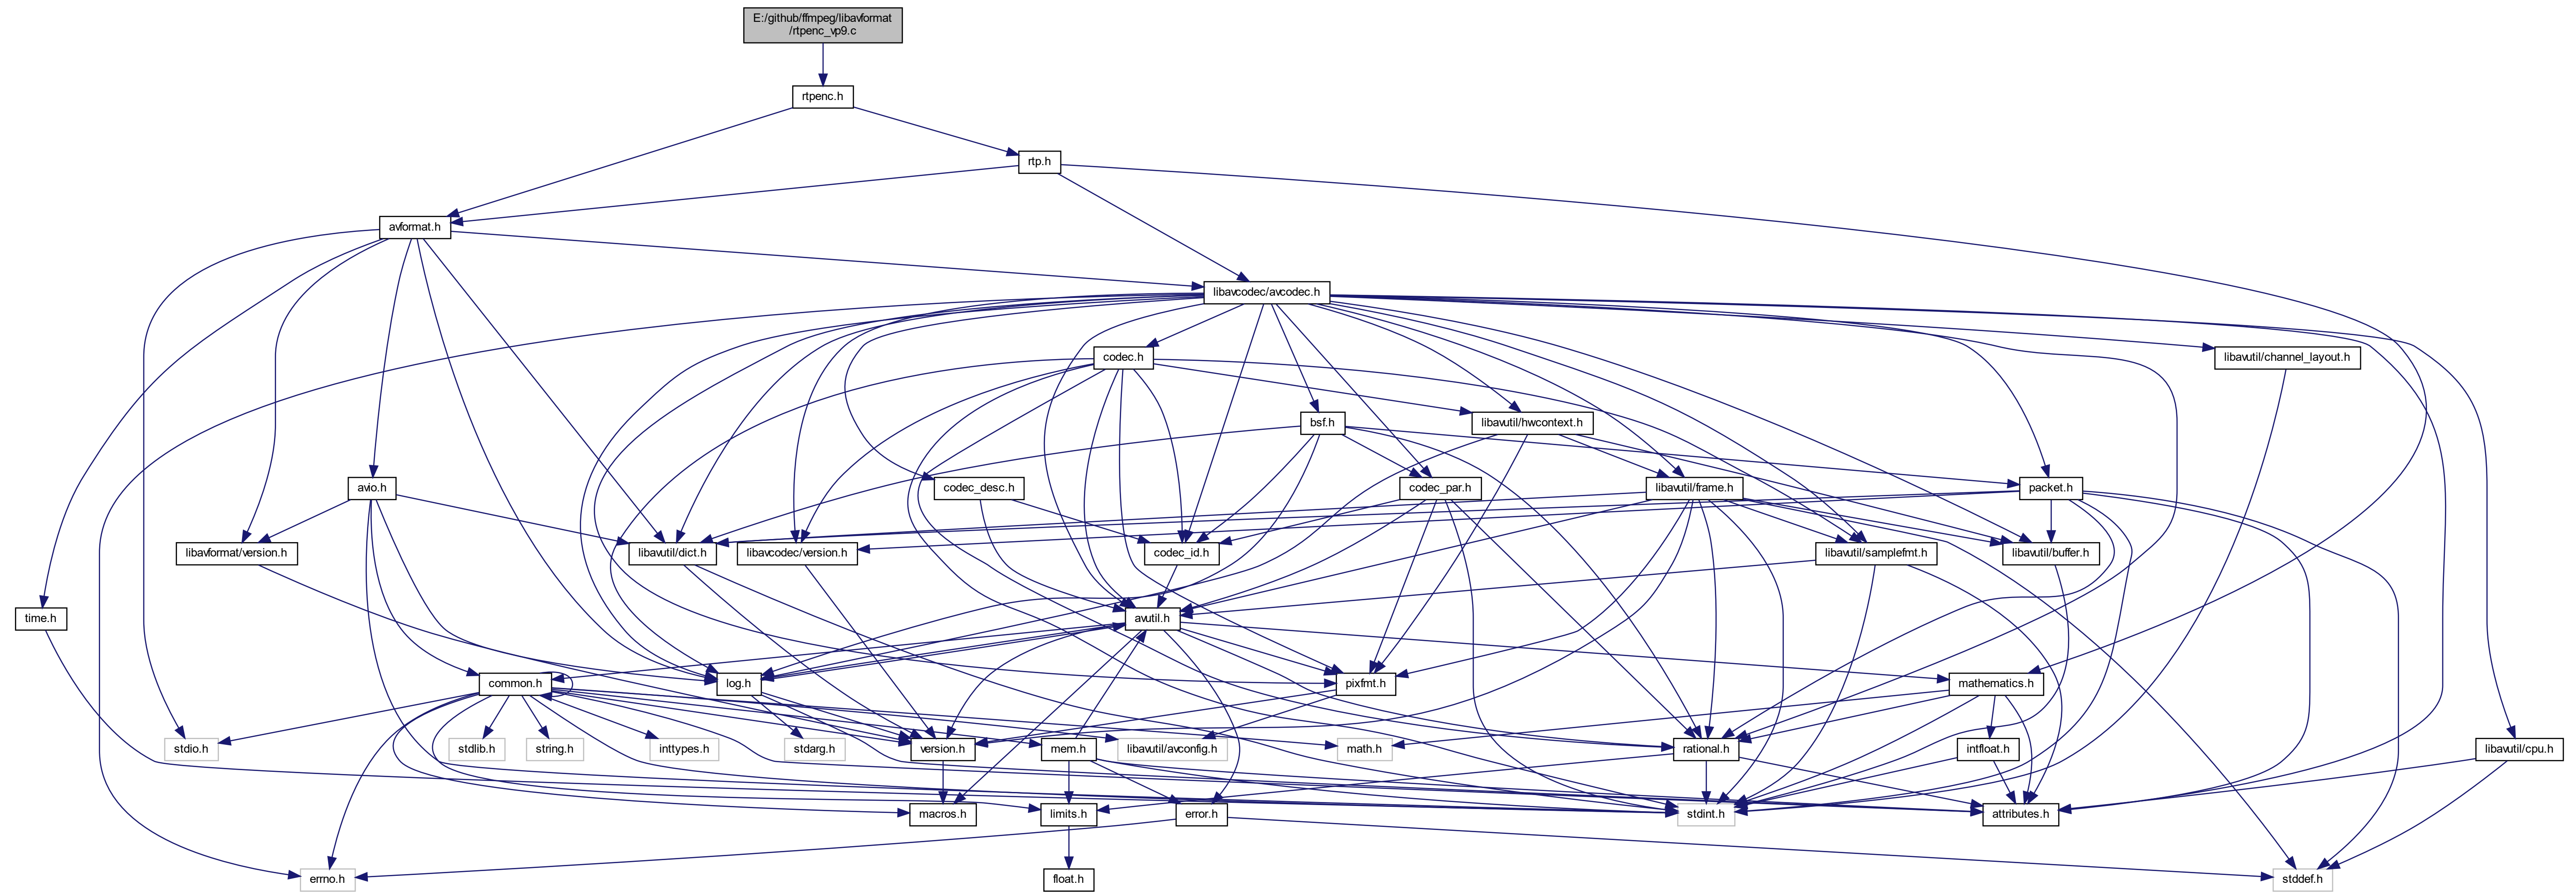 E:/github/ffmpeg/libavformat
/rtpenc_vp9.c
rtpenc.h
rtp.h
avformat.h
libavcodec/avcodec.h
codec.h
libavutil/channel_layout.h
bsf.h
libavutil/hwcontext.h
avio.h
codec_desc.h
codec_par.h
libavutil/frame.h
packet.h
libavformat/version.h
libavutil/dict.h
libavcodec/version.h
codec_id.h
libavutil/samplefmt.h
libavutil/buffer.h
time.h
avutil.h
common.h
log.h
pixfmt.h
mathematics.h
stdio.h
stdlib.h
string.h
inttypes.h
stdarg.h
version.h
mem.h
libavutil/avconfig.h
math.h
rational.h
intfloat.h
libavutil/cpu.h
macros.h
limits.h
error.h
stdint.h
attributes.h
errno.h
float.h
stddef.h